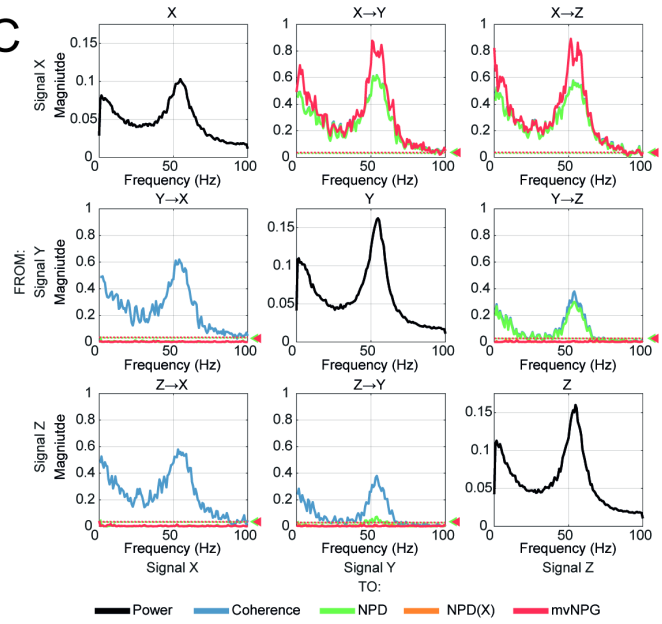 C
X
X→Y
X→Z
Signal X
Magniutde
0.15
0.1
0.05
0
0 50 100
Frequency (Hz)
1
0.8
0.6
0.4
0.2
0
0 50 100
Frequency (Hz)
1
0.8
0.6
0.4
0.2
0
0 50 100
Frequency (Hz)
Y→X
Y
Y→Z
FROM:
Signal Y
Magniutde
1
0.8
0.6
0.4
0.2
0
0 50 100
Frequency (Hz)
0.15
0.1
0.05
0
0 50 100
Frequency (Hz)
1
0.8
0.6
0.4
0.2
0
0 50 100
Frequency (Hz)
Z→X
Z→Y
Z
Signal Z
Magniutde
1
0.8
0.6
0.4
0.2
0
0 50 100
Frequency (Hz)
Signal X
1
0.8
0.6
0.4
0.2
0
0 50 100
Frequency (Hz)
Signal Y
0.15
0.1
0.05
0
0 50 100
Frequency (Hz)
Signal Z
TO:
Power Coherence NPD NPD(X) mvNPG